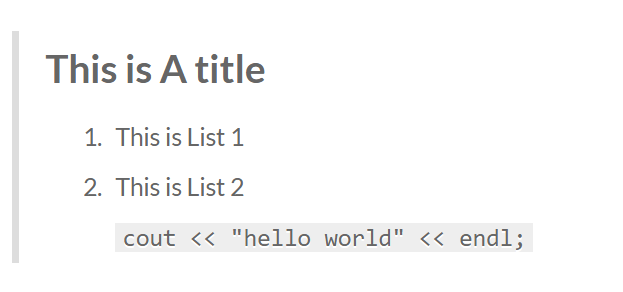 This is A title
1. This is List 1
2. This is List 2
cout << "hello world" << endl;